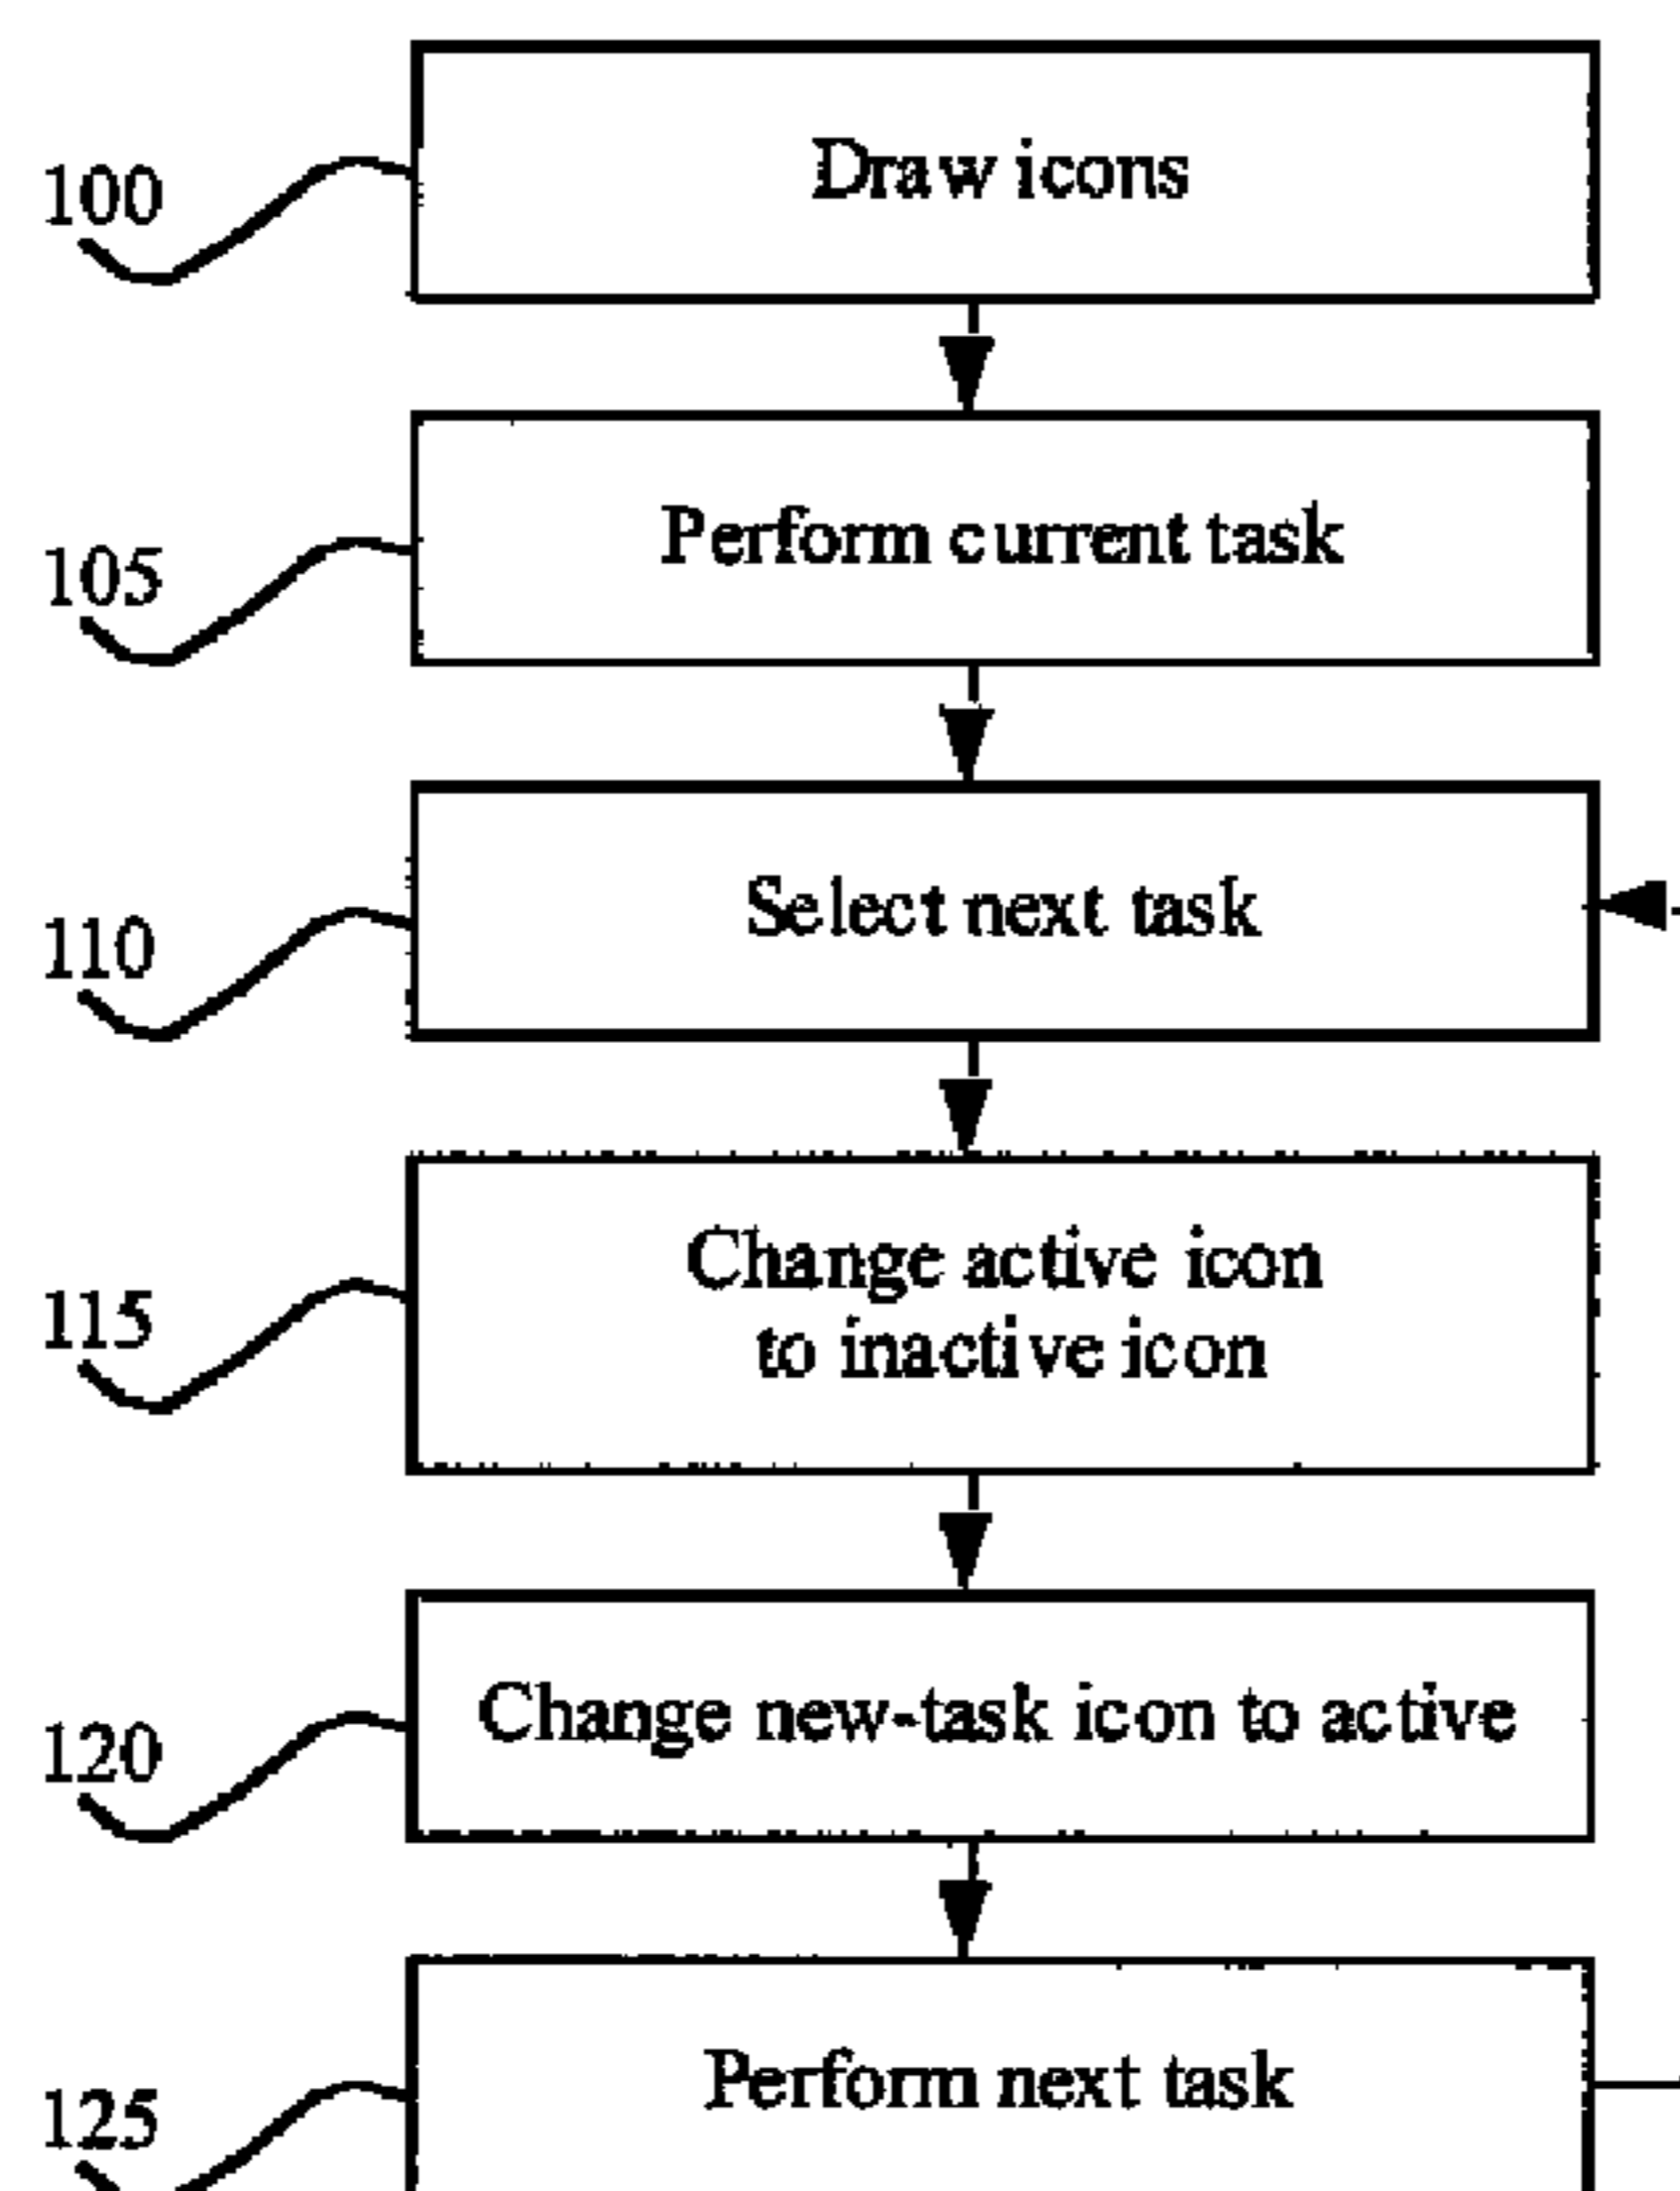 100
Draw icons
105
Perform current task
110
Select next task
115
Change active icon
to inactive icon
120
Change new-task icon to active
125
Perform next task